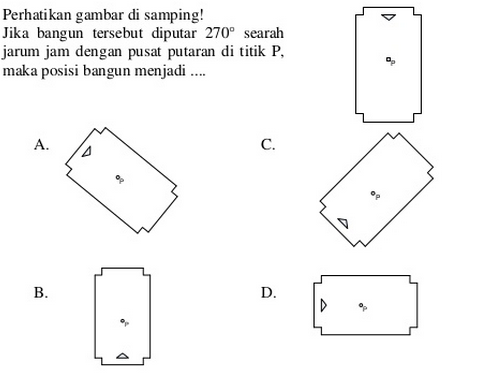 Perhatikan gambar di samping!
Jika bangun tersebut diputar 270° searah
jarum jam dengan pusat putaran di titik P,
maka posisi bangun menjadi ....
P
A.
P
C.
P
B.
P
D.
P